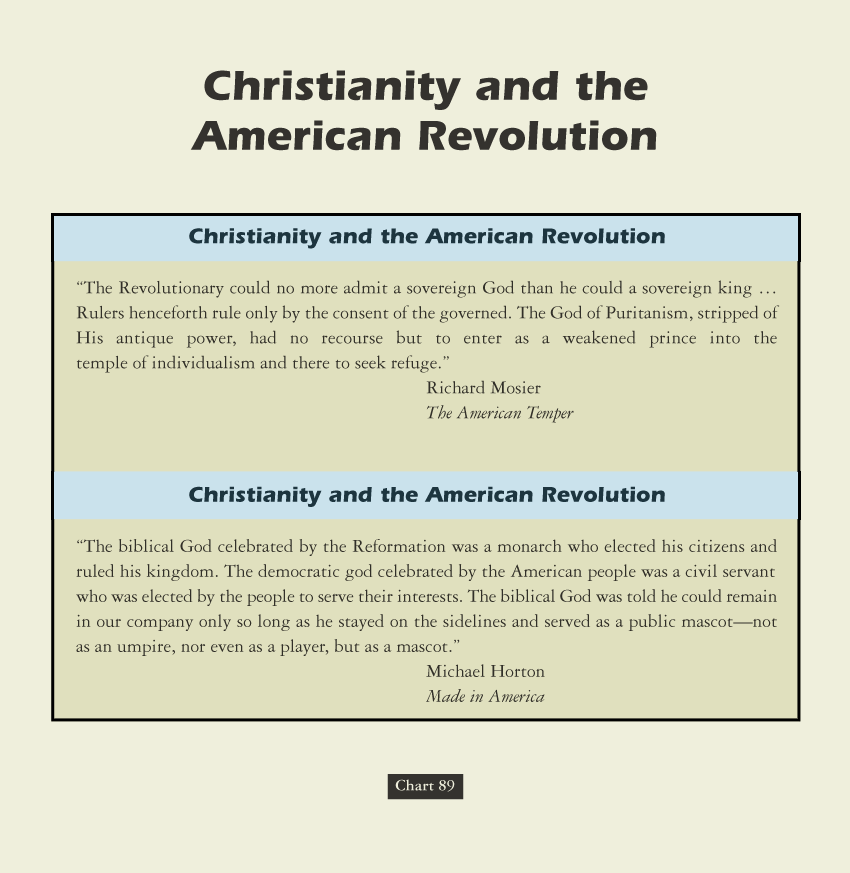 Christianity and the
American Revolution
Christianity and the American Revolution
“The Revolutionary could no more admit a sovereign God than he could a sovereign king …
Rulers henceforth rule only by the consent of the governed. The God of Puritanism, stripped of
His antique power, had no recourse but to enter as a weakened prince into the
temple of individualism and there to seek refuge.”
Richard Mosier
The American Temper
Christianity and the American Revolution
“The biblical God celebrated by the Reformation was a monarch who elected his citizens and
ruled his kingdom. The democratic god celebrated by the American people was a civil servant
who was elected by the people to serve their interests. The biblical God was told he could remain
in our company only so long as he stayed on the sidelines and served as a public mascot—not
as an umpire, nor even as a player, but as a mascot.”
Michael Horton
Made in America
Chart 89